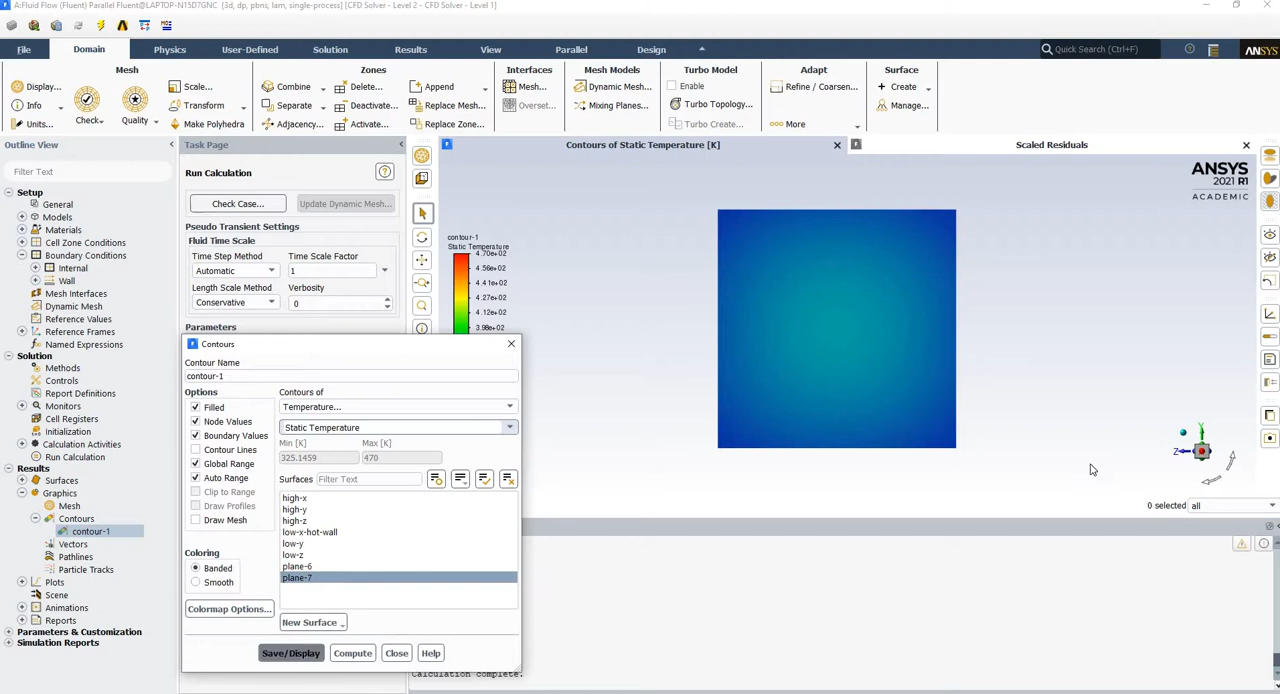 A:Fluid Flow (Fluent) Parallel Fluent@LAPTOP-N15D7GNC [3d, dp, pbns, lam, single-process] [CFD Solver - Level 2 - CFD Solver - Level 1]
File Domain Physics User-Defined Solution Results View Parallel Design Quick Search (Ctrl+F) ANSYS
Mesh Zones Interfaces Mesh Models Turbo Model Adapt Surface
Display... Scale... Combine Delete... Append Mesh... Dynamic Mesh... Enable Refine / Coarsen... Create
Info Transform Separate Deactivate... Replace Mesh... Overset... Mixing Planes... Turbo Topology... Manage...
Units... Check Quality Make Polyhedra Adjacency... Activate... Replace Zone... Turbo Create... More
Outline View
Filter Text
Setup
General
Models
Materials
Cell Zone Conditions
Boundary Conditions
Internal
Wall
Mesh Interfaces
Dynamic Mesh
Reference Values
Reference Frames
Named Expressions
Solution
Methods
Controls
Report Definitions
Monitors
Cell Registers
Initialization
Calculation Activities
Run Calculation
Results
Surfaces
Graphics
Mesh
Contours
contour-1
Vectors
Pathlines
Particle Tracks
Plots
Scene
Animations
Reports
Parameters & Customization
Simulation Reports
Task Page
Run Calculation
Check Case... Update Dynamic Mesh...
Pseudo Transient Settings
Fluid Time Scale
Time Step Method Time Scale Factor
Automatic 1
Length Scale Method Verbosity
Conservative 0
Parameters
Contours
Contour Name
contour-1
Options
Filled
Node Values
Boundary Values
Contour Lines
Global Range
Auto Range
Clip to Range
Draw Profiles
Draw Mesh
Coloring
Banded
Smooth
Colormap Options...
Contours of
Temperature...
Static Temperature
Min [K] Max [K]
325.1459 470
Surfaces Filter Text
high-x
high-y
high-z
low-x-hot-wall
low-y
low-z
plane-6
plane-7
New Surface
Save/Display Compute Close Help
Contours of Static Temperature [K] Scaled Residuals
ANSYS
2021 R1
ACADEMIC
contour-1
Static Temperature
4.70e+02
4.56e+02
4.41e+02
4.27e+02
4.12e+02
3.98e+02
Y
Z
0 selected all
Calculation complete.